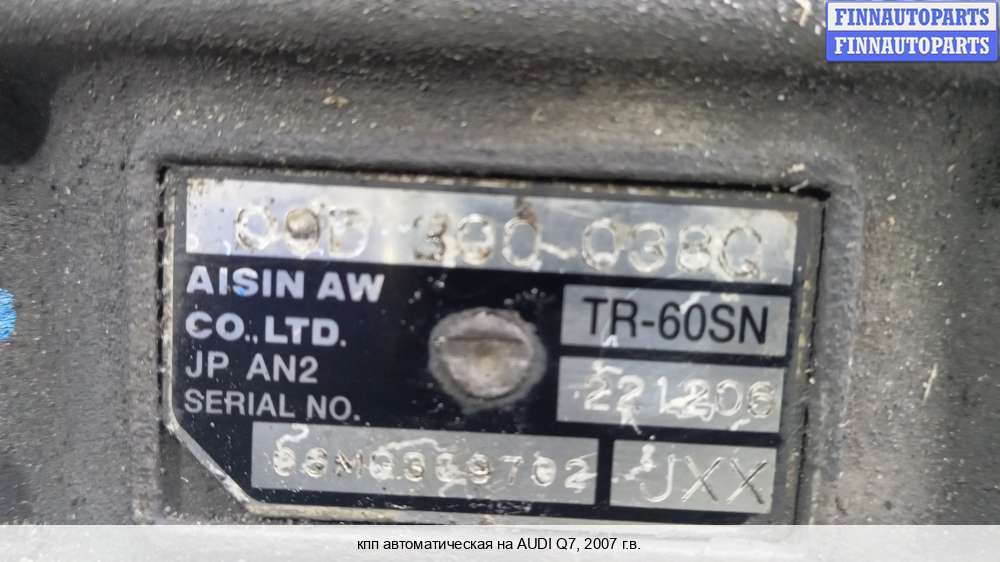 FINNAUTOPARTS
FINNAUTOPARTS
09D 300 038Q
AISIN AW
CO.,LTD.
TR-60SN
JP AN2
221206
SERIAL NO.
JXX
кпп автоматическая на AUDI Q7, 2007 г.в.